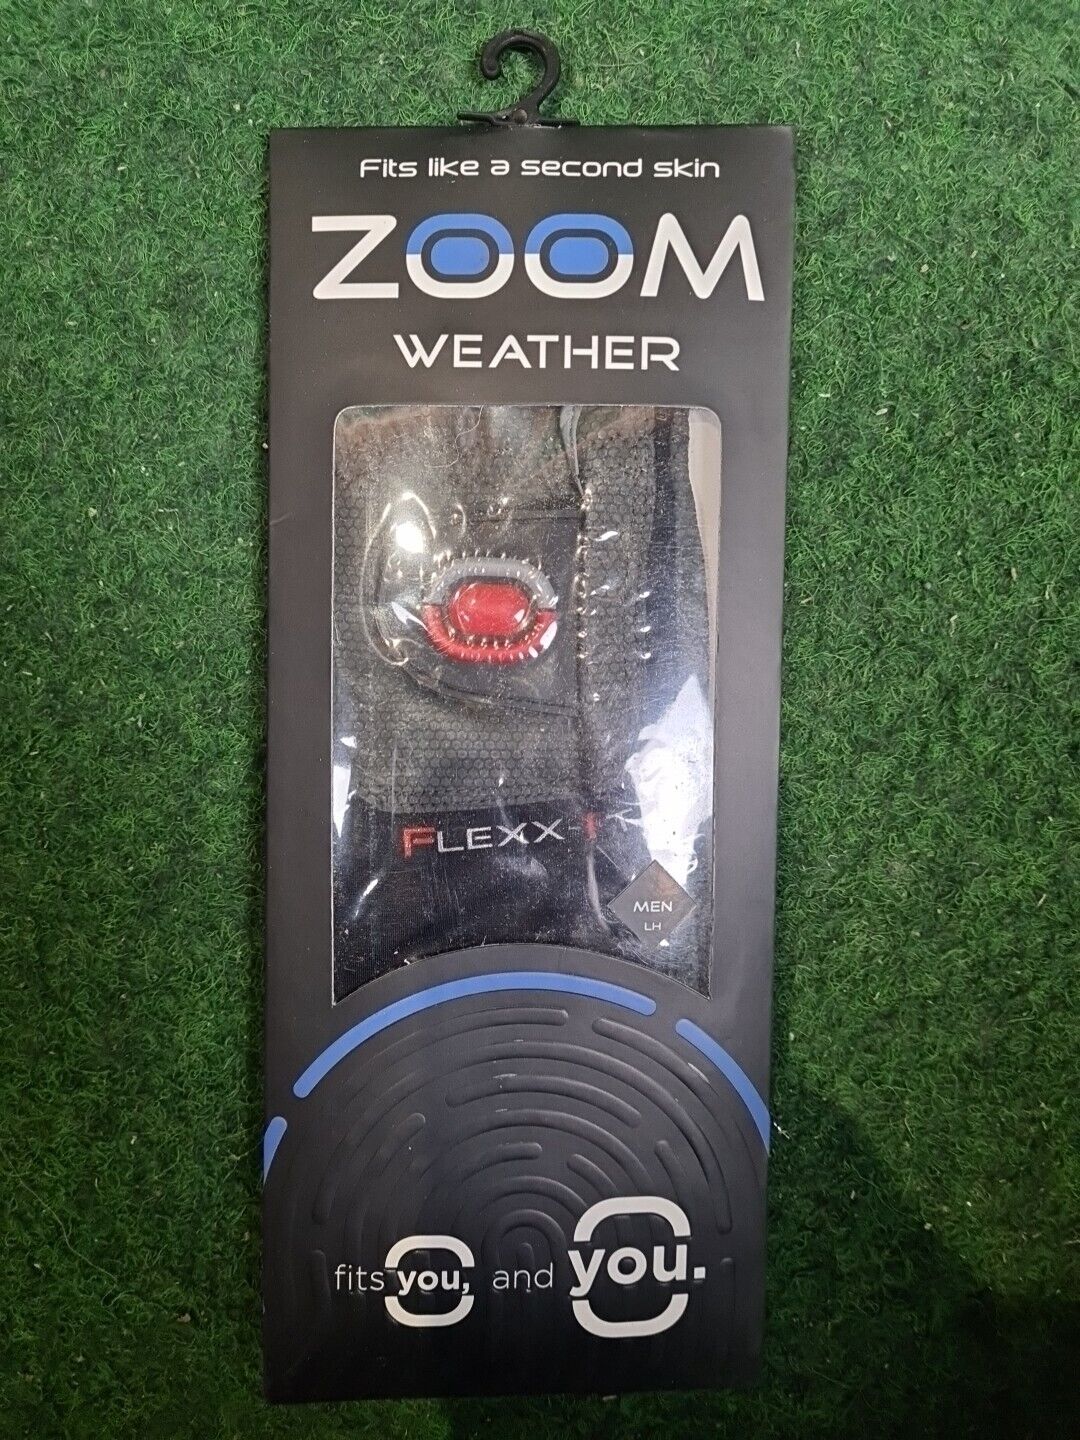 Fits like a second skin
ZOOM
WEATHER
FLEXX-
MEN
LH
fits you, and you.